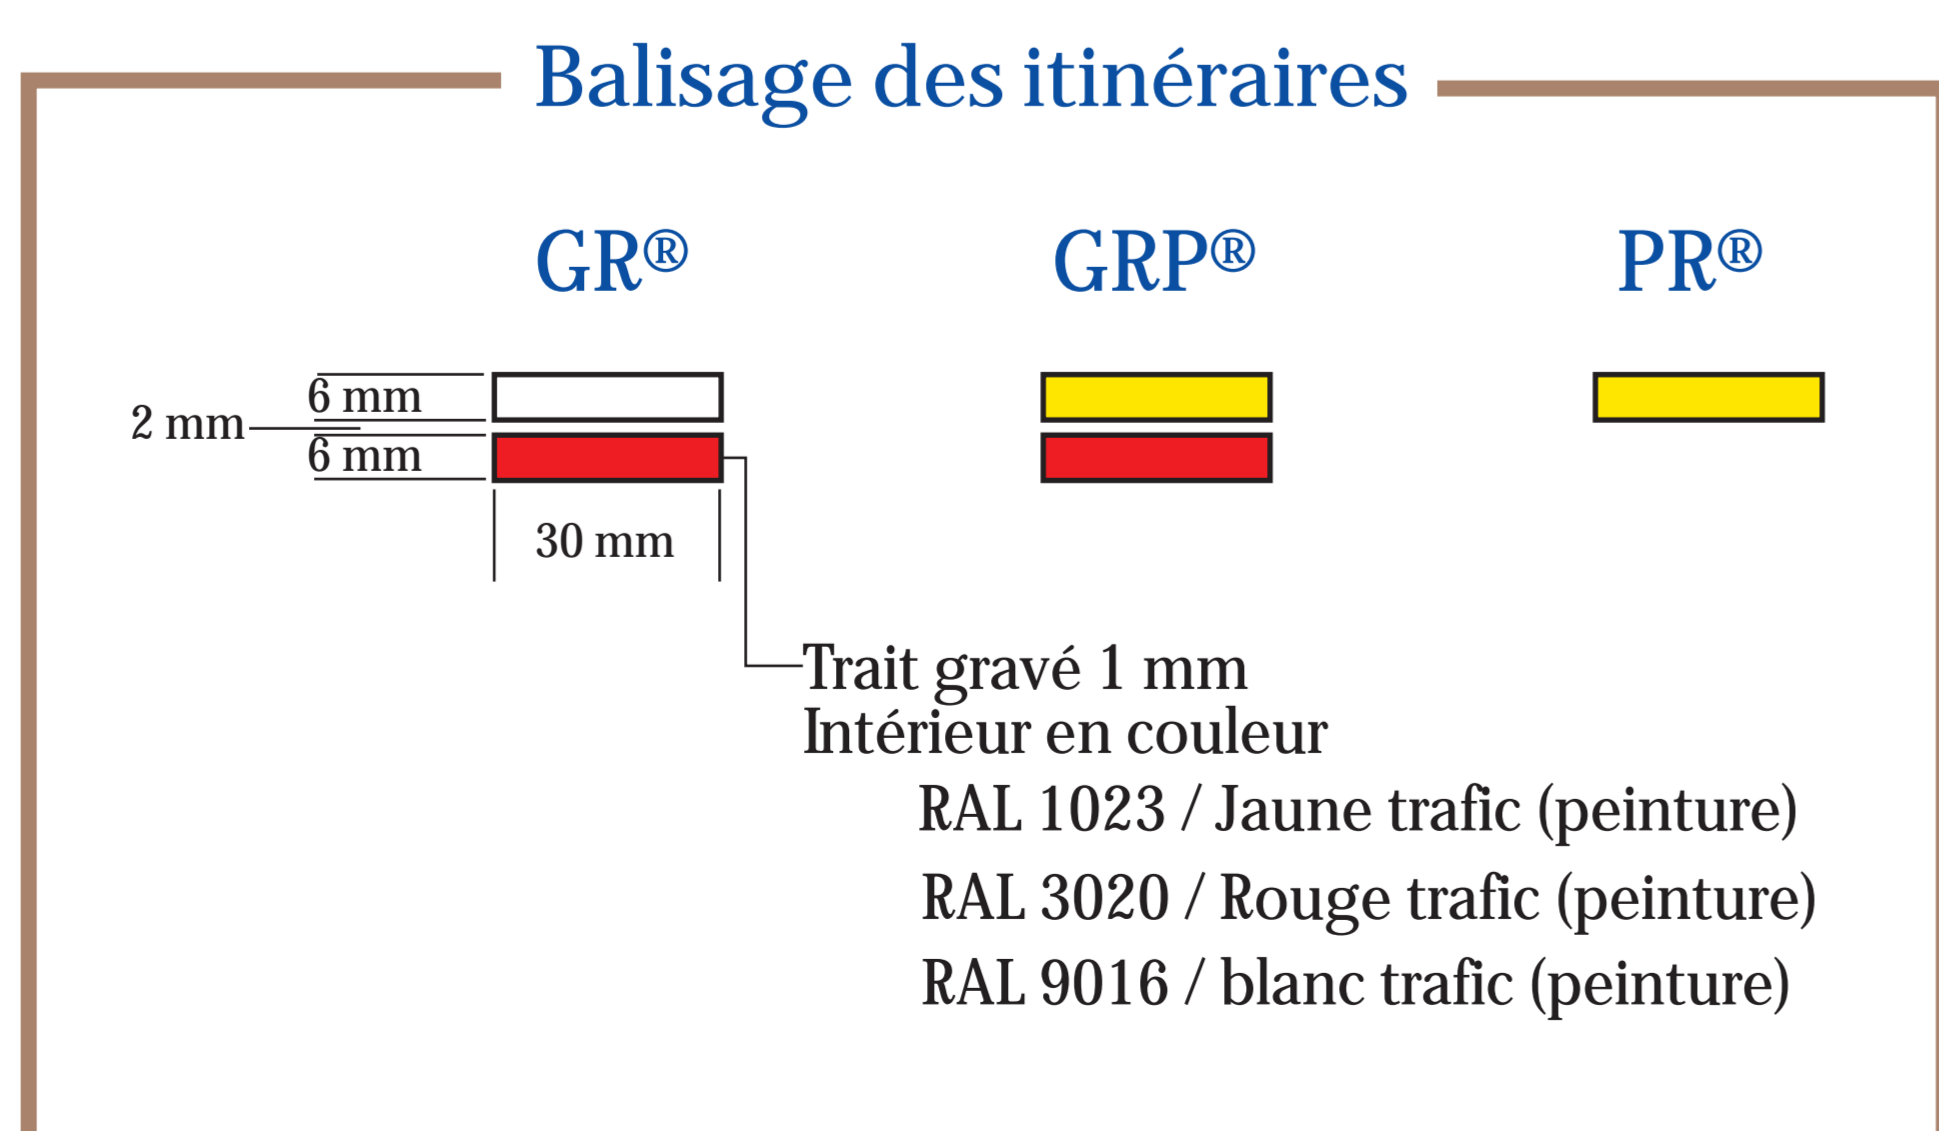 Balisage des itinéraires
GR® GRP® PR®
6 mm
2 mm
6 mm
30 mm
Trait gravé 1 mm
Intérieur en couleur
RAL 1023 / Jaune trafic (peinture)
RAL 3020 / Rouge trafic (peinture)
RAL 9016 / blanc trafic (peinture)